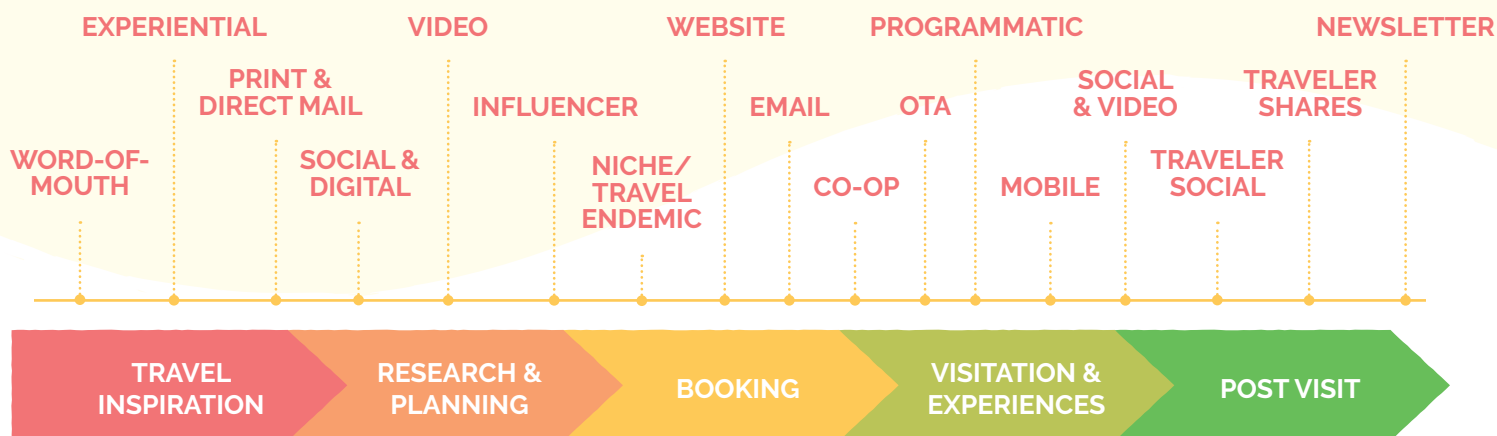 EXPERIENTIAL
VIDEO
WEBSITE
PROGRAMMATIC
NEWSLETTER
PRINT &
DIRECT MAIL
INFLUENCER
EMAIL
OTA
SOCIAL
& VIDEO
TRAVELER
SHARES
WORD-OF-
MOUTH
SOCIAL &
DIGITAL
NICHE/
TRAVEL
ENDEMIC
CO-OP
MOBILE
TRAVELER
SOCIAL
TRAVEL
INSPIRATION
RESEARCH &
PLANNING
BOOKING
VISITATION &
EXPERIENCES
POST VISIT